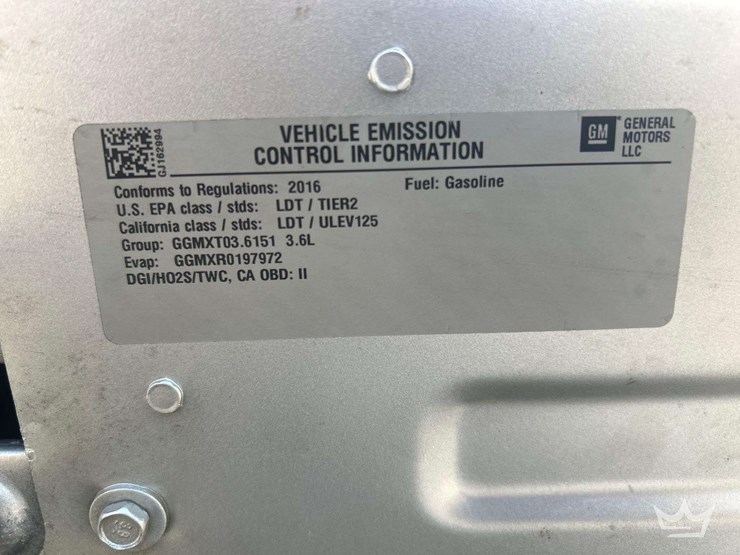 GJ162994
VEHICLE EMISSION
CONTROL INFORMATION
GM
GENERAL
MOTORS
LLC
Conforms to Regulations: 2016 Fuel: Gasoline
U.S. EPA class / stds: LDT / TIER2
California class / stds: LDT / ULEV125
Group: GGMXT03.6151 3.6L
Evap: GGMXR0197972
DGI/HO2S/TWC, CA OBD: II